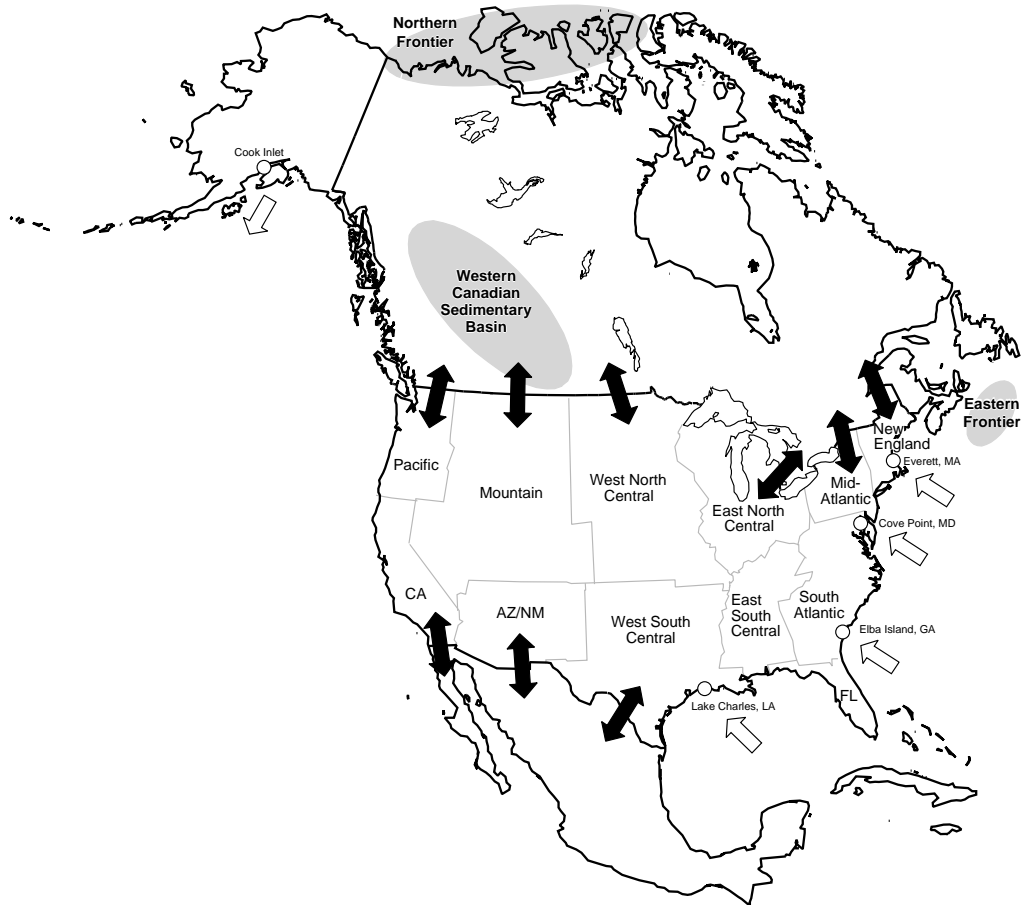 Northern
Frontier
Cook Inlet
Western
Canadian
Sedimentary
Basin
Eastern
Frontier
New
England
Everett, MA
Pacific
Mountain
West North
Central
Mid-
Atlantic
East North
Central
Cove Point, MD
CA
AZ/NM
West South
Central
East
South
Central
South
Atlantic
Elba Island, GA
FL
Lake Charles, LA